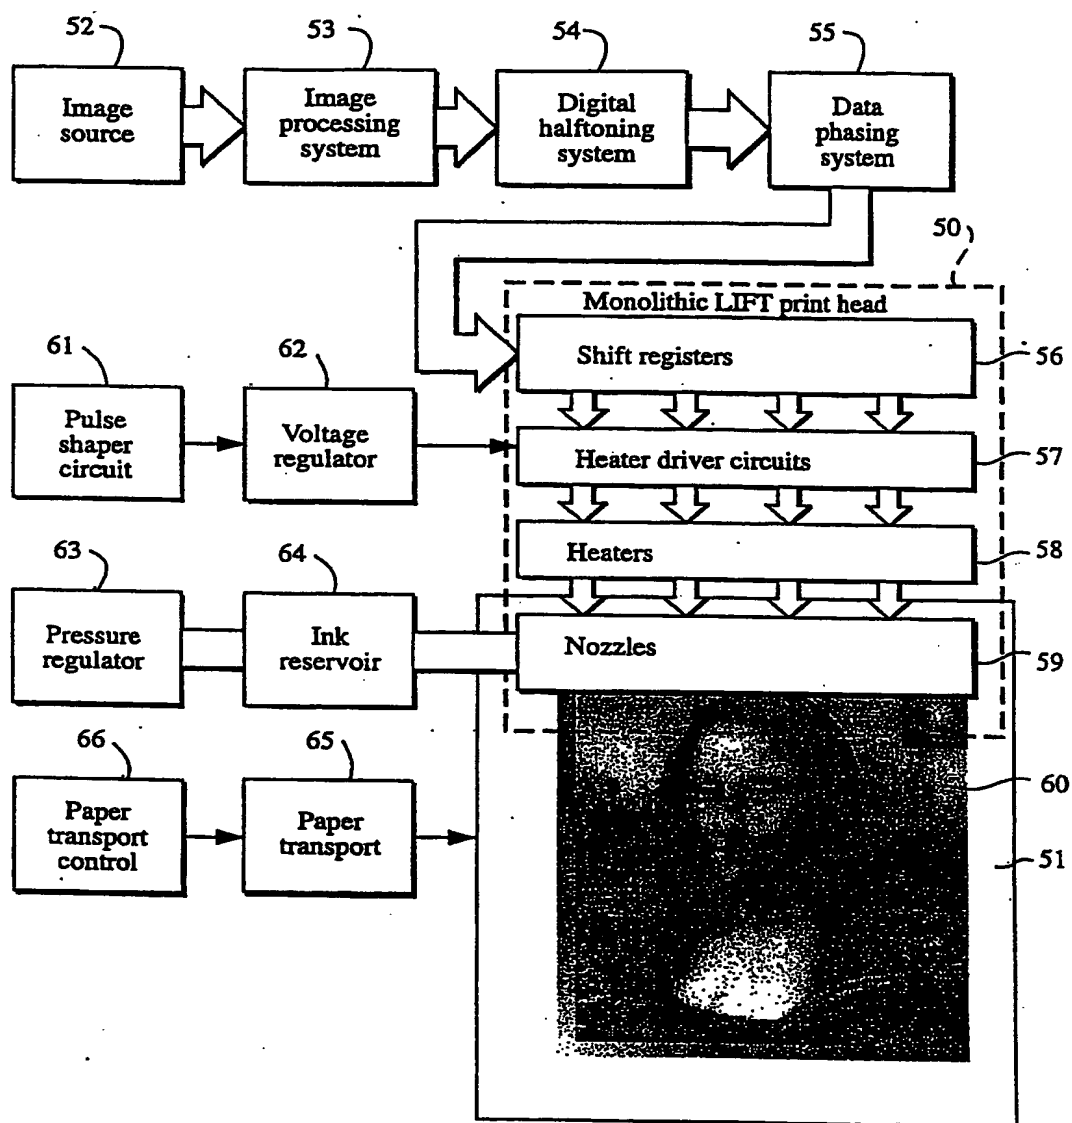 52
53
54
55
Image
source
Image
processing
system
Digital
halftoning
system
Data
phasing
system
50
Monolithic LIFT print head
61
62
Shift registers
56
Pulse
shaper
circuit
Voltage
regulator
Heater driver circuits
57
63
64
Heaters
58
Pressure
regulator
Ink
reservoir
Nozzles
59
66
65
60
Paper
transport
control
Paper
transport
51